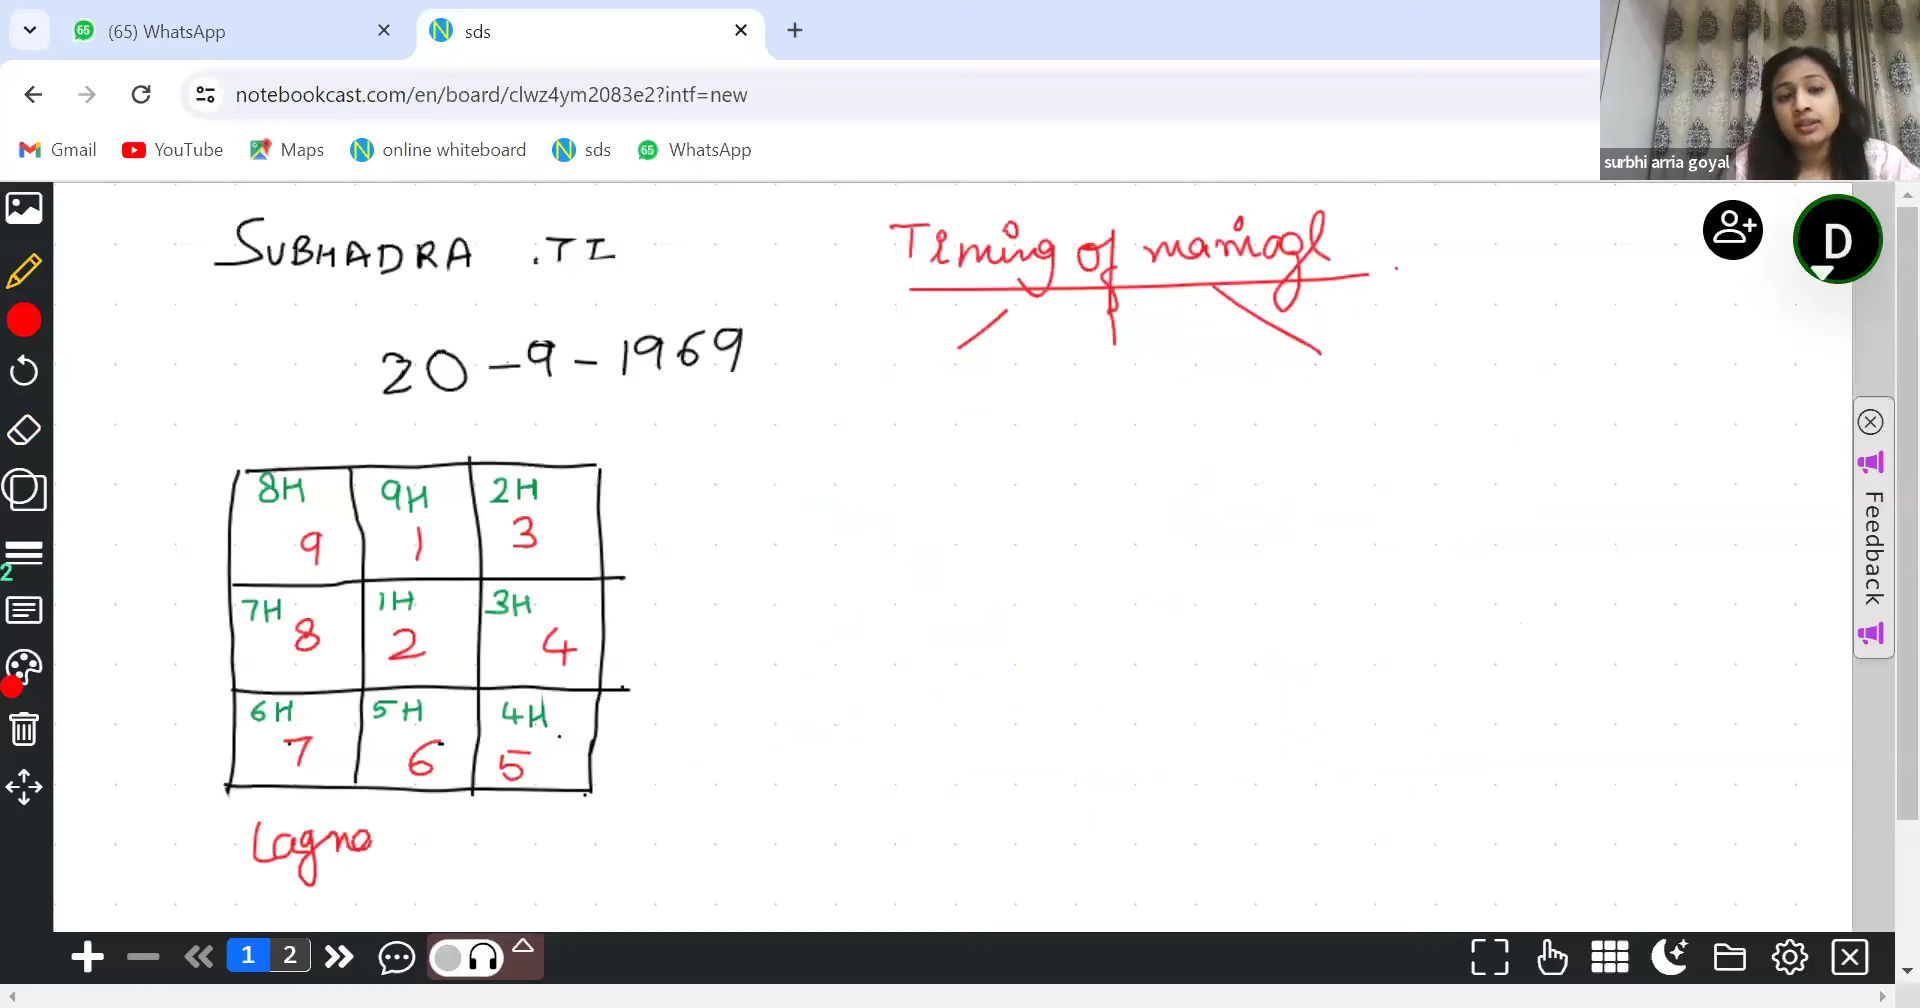 (65) WhatsApp
sds
notebookcast.com/en/board/clwz4ym2083e2?intf=new
Gmail
YouTube
Maps
online whiteboard
sds
WhatsApp
surbhi arria goyal
SUBHADRA .TI
20-9-1969
Timing of marriage
D
8H 9H 2H
9 1 3
7H 1H 3H
8 2 4
6H 5H 4H
7 6 5
Lagna
Feedback
2
1 2